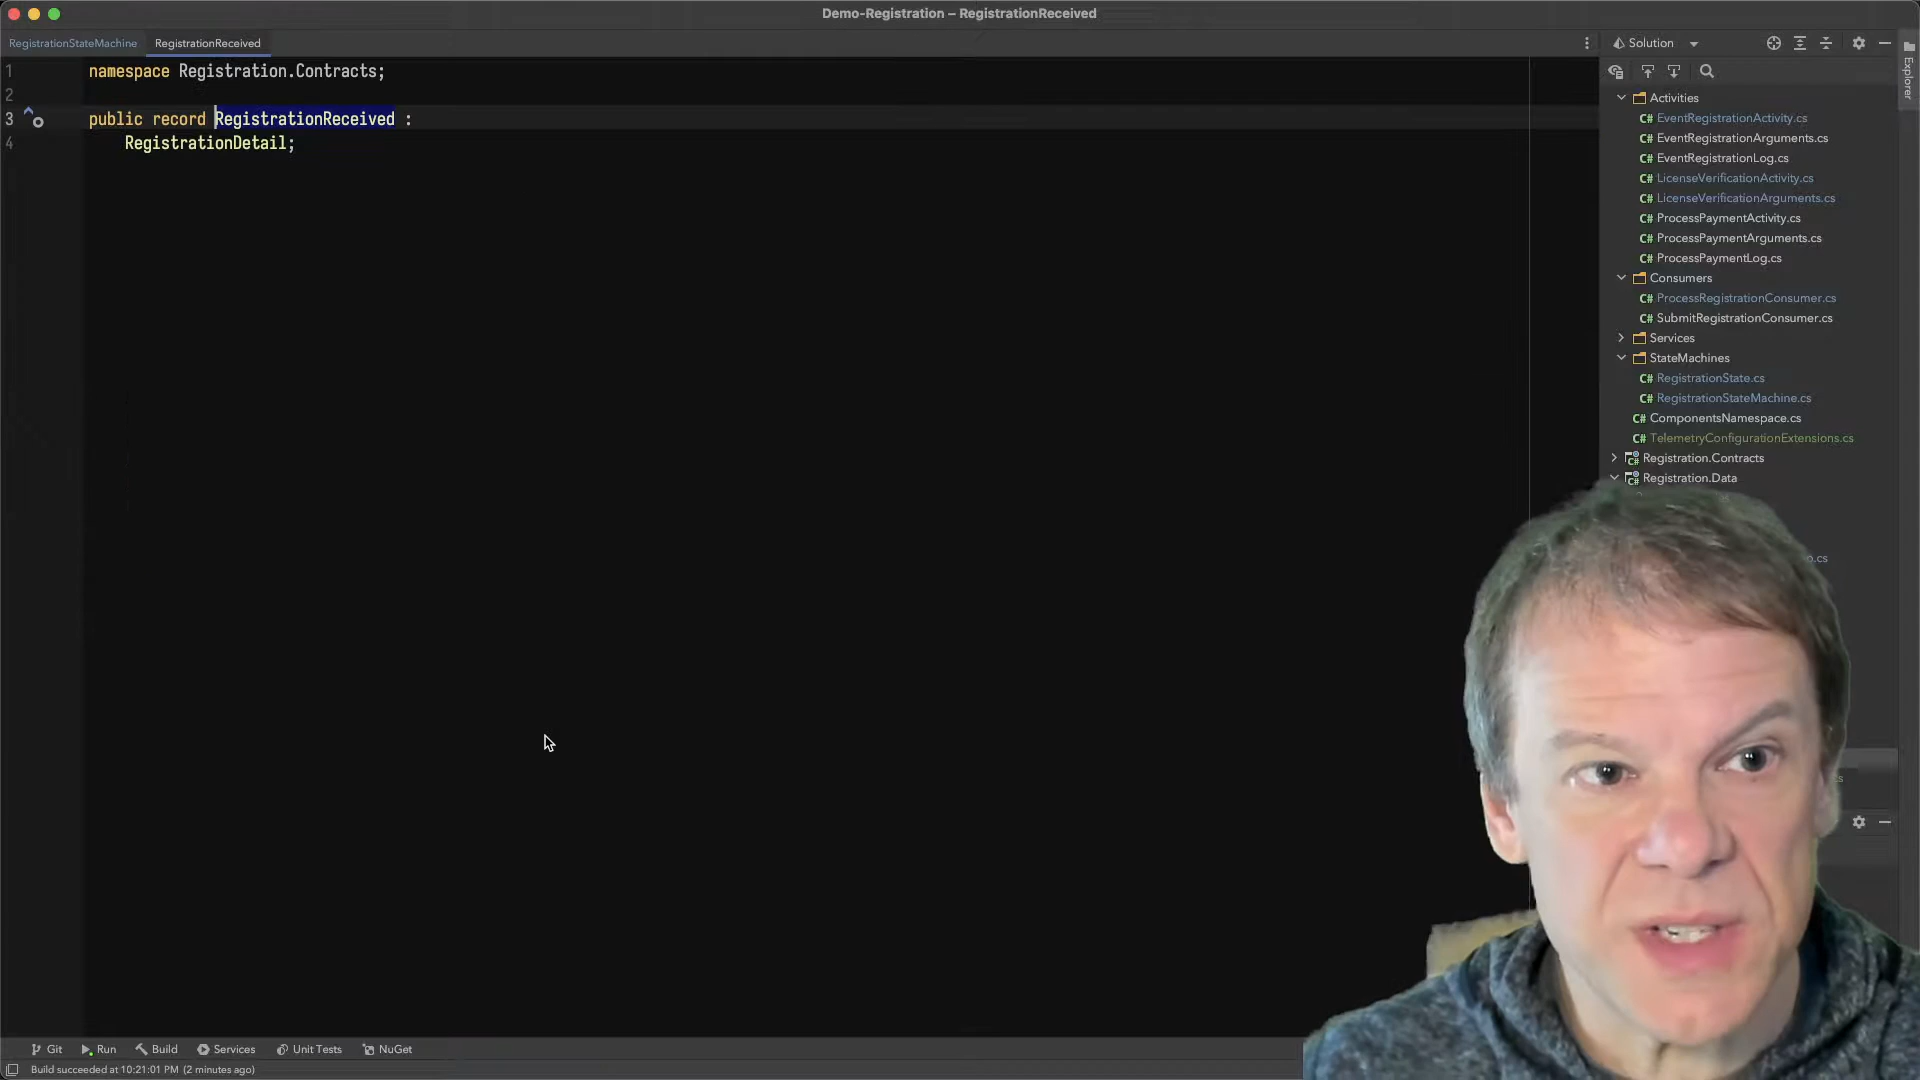 Demo-Registration – RegistrationReceived
RegistrationStateMachine
RegistrationReceived
Solution
Explorer
1 namespace Registration.Contracts;
2
3 public record RegistrationReceived :
4 RegistrationDetail;
Activities
C# EventRegistrationActivity.cs
C# EventRegistrationArguments.cs
C# EventRegistrationLog.cs
C# LicenseVerificationActivity.cs
C# LicenseVerificationArguments.cs
C# ProcessPaymentActivity.cs
C# ProcessPaymentArguments.cs
C# ProcessPaymentLog.cs
Consumers
C# ProcessRegistrationConsumer.cs
C# SubmitRegistrationConsumer.cs
Services
StateMachines
C# RegistrationState.cs
C# RegistrationStateMachine.cs
C# ComponentsNamespace.cs
C# TelemetryConfigurationExtensions.cs
C# Registration.Contracts
C# Registration.Data
Git Run Build Services Unit Tests NuGet
Build succeeded at 10:21:01 PM (2 minutes ago)